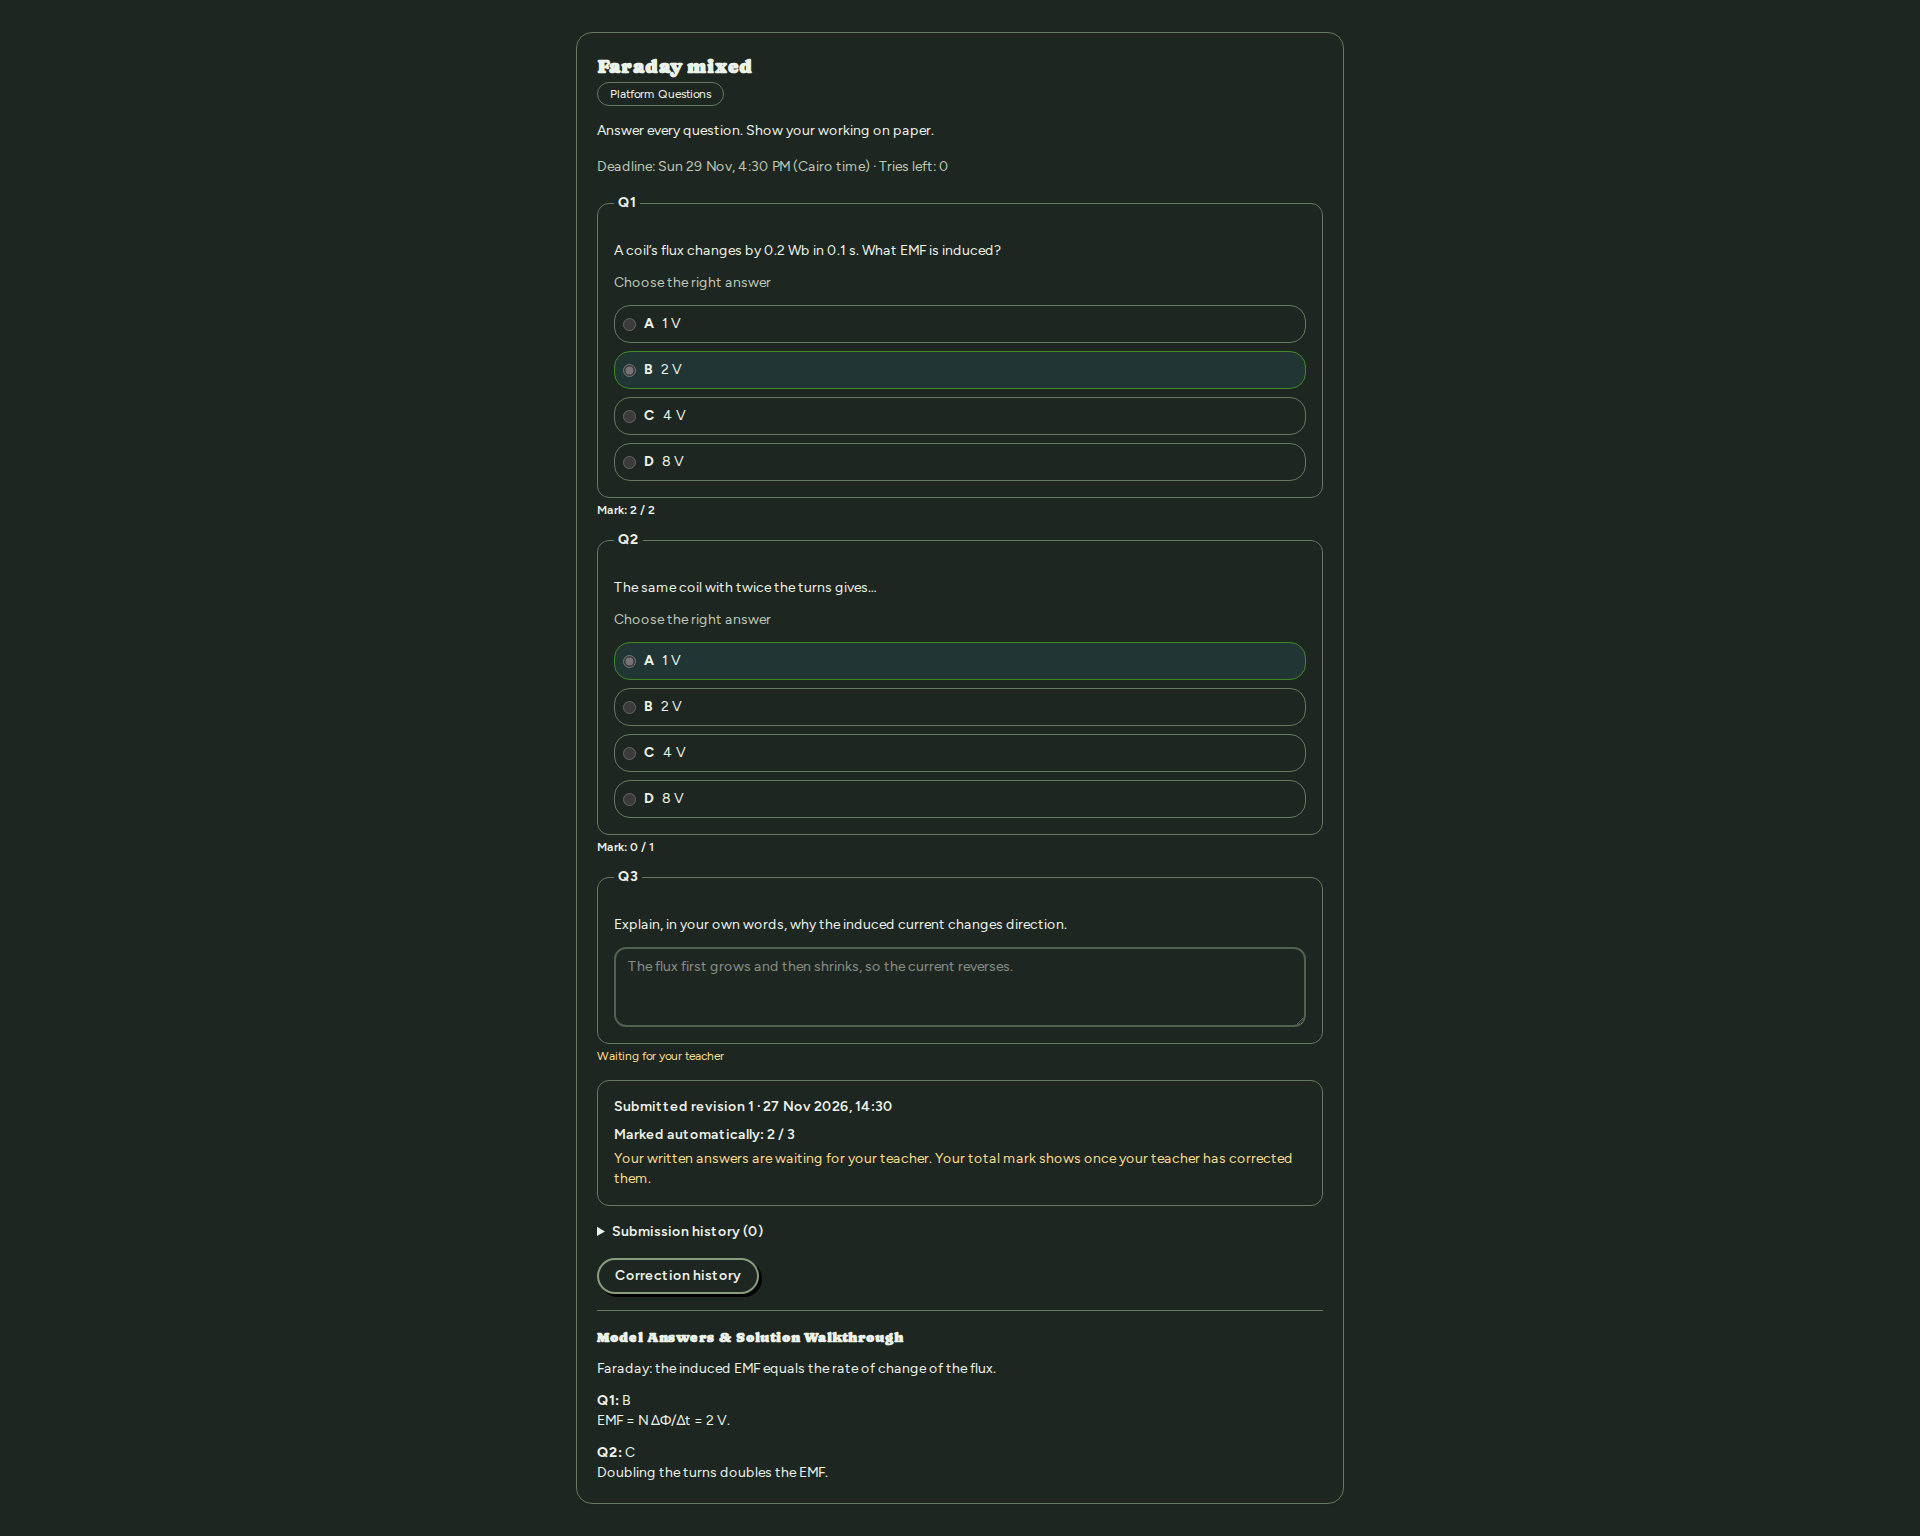 Faraday mixed
Platform Questions
Answer every question. Show your working on paper.
Deadline: Sun 29 Nov, 4:30 PM (Cairo time) · Tries left: 0
Q1
A coil's flux changes by 0.2 Wb in 0.1 s. What EMF is induced?
Choose the right answer
A 1 V
B 2 V
C 4 V
D 8 V
Mark: 2 / 2
Q2
The same coil with twice the turns gives…
Choose the right answer
A 1 V
B 2 V
C 4 V
D 8 V
Mark: 0 / 1
Q3
Explain, in your own words, why the induced current changes direction.
The flux first grows and then shrinks, so the current reverses.
Waiting for your teacher
Submitted revision 1 · 27 Nov 2026, 14:30
Marked automatically: 2 / 3
Your written answers are waiting for your teacher. Your total mark shows once your teacher has corrected
them.
Submission history (0)
Correction history
Model Answers & Solution Walkthrough
Faraday: the induced EMF equals the rate of change of the flux.
Q1: B
EMF = N ΔΦ/Δt = 2 V.
Q2: C
Doubling the turns doubles the EMF.